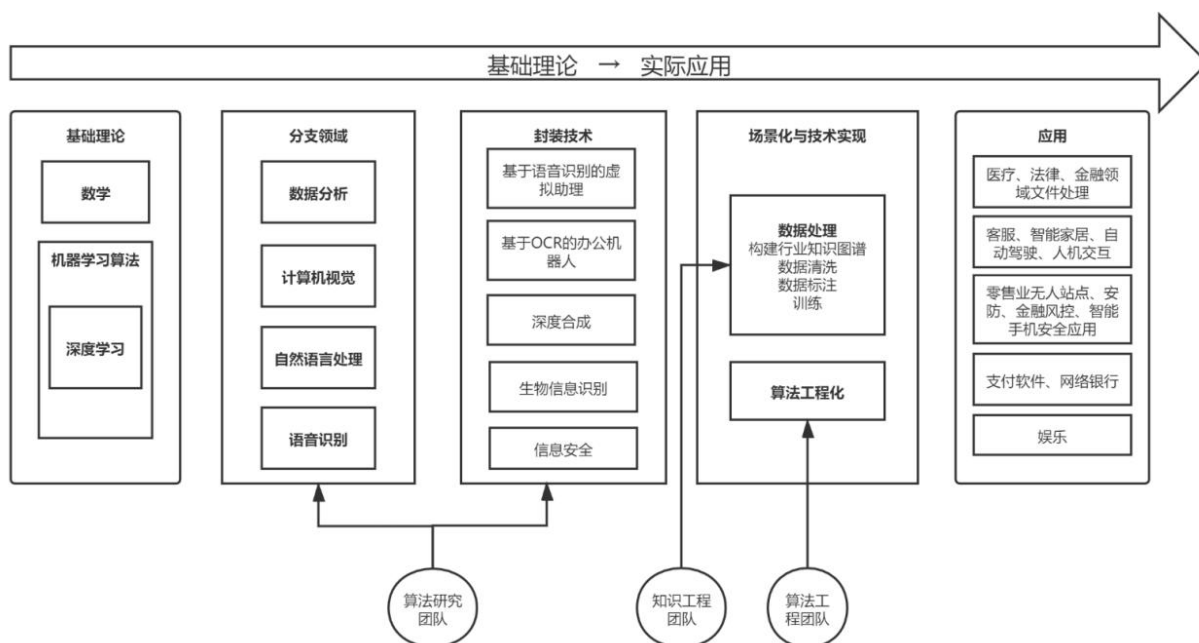 基础理论 → 实际应用
基础理论
数学
机器学习算法
深度学习
分支领域
数据分析
计算机视觉
自然语言处理
语音识别
封装技术
基于语音识别的虚
拟助理
基于OCR的办公机
器人
深度合成
生物信息识别
信息安全
场景化与技术实现
数据处理
构建行业知识图谱
数据清洗
数据标注
训练
算法工程化
应用
医疗、法律、金融领
域文件处理
客服、智能家居、自
动驾驶、人机交互
零售业无人站点、安
防、金融风控、智能
手机安全应用
支付软件、网络银行
娱乐
算法研究
团队
知识工程
团队
算法工
程团队